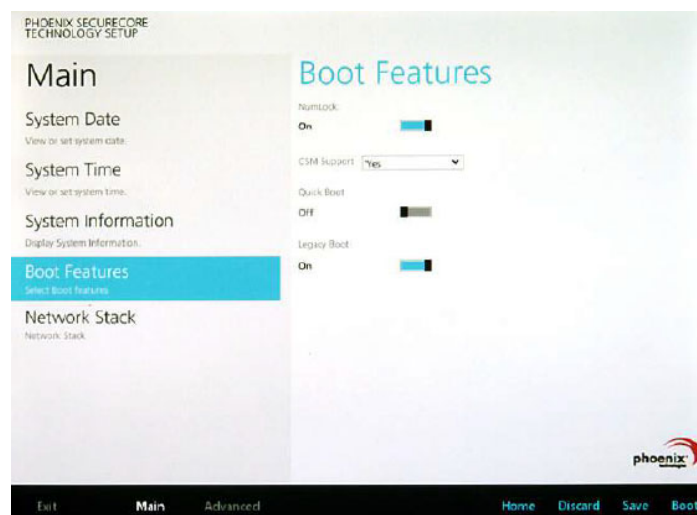 PHOENIX SECURECORE
TECHNOLOGY SETUP
Main
System Date
View or set system date.
System Time
View or set system time.
System Information
Display System Information.
Boot Features
Select Boot features
Network Stack
Network Stack
Boot Features
NumLock
On
CSM Support Yes
Quick Boot
Off
Legacy Boot
On
phoenix
Exit Main Advanced Home Discard Save Boot